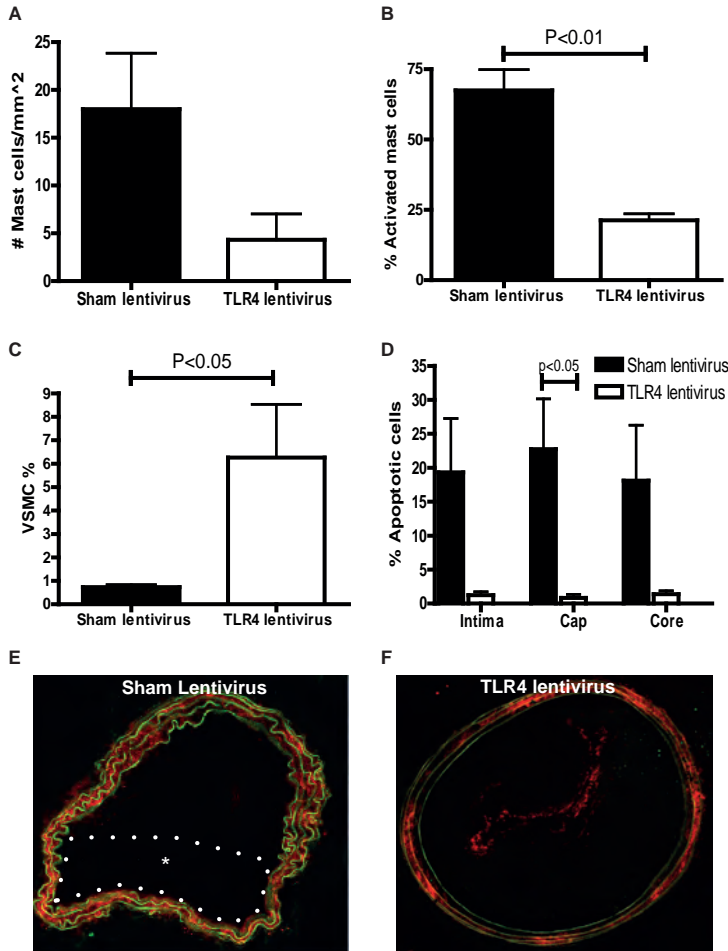 A
# Mast cells/mm^2
25
20
15
10
5
0
Sham lentivirus TLR4 lentivirus
B
P<0.01
% Activated mast cells
75
50
25
0
Sham lentivirus TLR4 lentivirus
C
P<0.05
VSMC %
9
8
7
6
5
4
3
2
1
0
Sham lentivirus TLR4 lentivirus
D
p<0.05
Sham lentivirus
TLR4 lentivirus
% Apoptotic cells
35
30
25
20
15
10
5
0
Intima Cap Core
E
Sham Lentivirus
*
F
TLR4 lentivirus